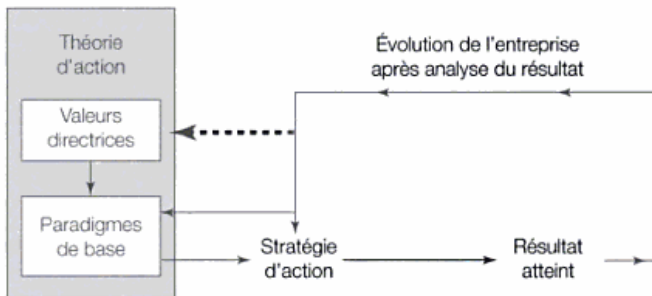 Théorie
d'action
Évolution de l'entreprise
après analyse du résultat
Valeurs
directrices
Paradigmes
de base
Stratégie
d'action
Résultat
atteint